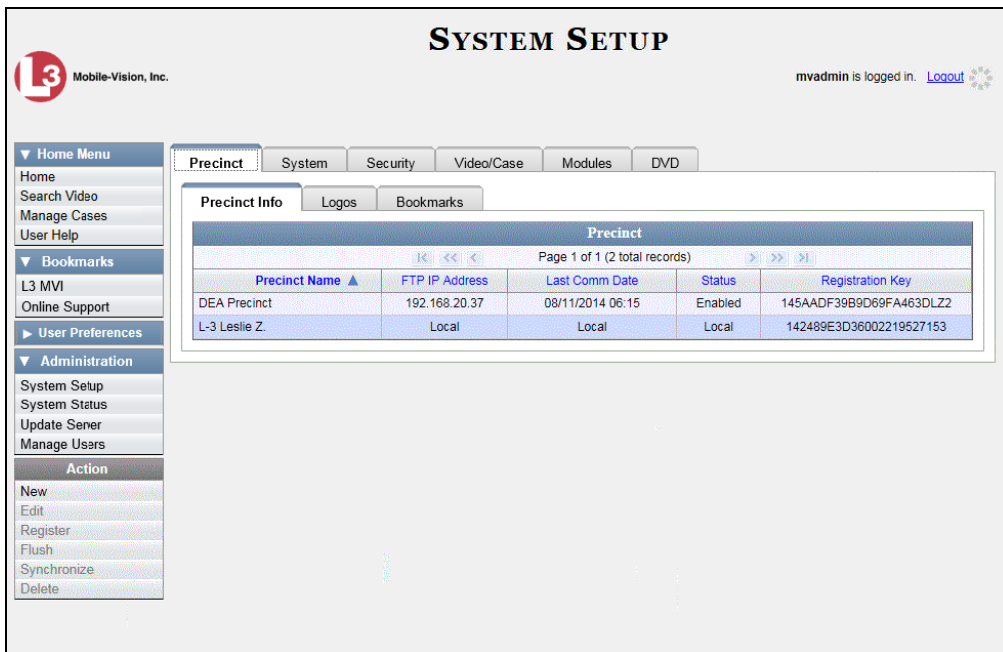 SYSTEM SETUP
L3 Mobile-Vision, Inc.
mvadmin is logged in. Logout
▼ Home Menu
Home
Search Video
Manage Cases
User Help
▼ Bookmarks
L3 MVI
Online Support
▶ User Preferences
▼ Administration
System Setup
System Status
Update Server
Manage Users
Action
New
Edit
Register
Flush
Synchronize
Delete
Precinct System Security Video/Case Modules DVD
Precinct Info Logos Bookmarks
Precinct
|< << < Page 1 of 1 (2 total records) > >> >|
Precinct Name ▲ FTP IP Address Last Comm Date Status Registration Key
DEA Precinct 192.168.20.37 08/11/2014 06:15 Enabled 145AADF39B9D69FA463DLZ2
L-3 Leslie Z. Local Local Local 142489E3D36002219527153